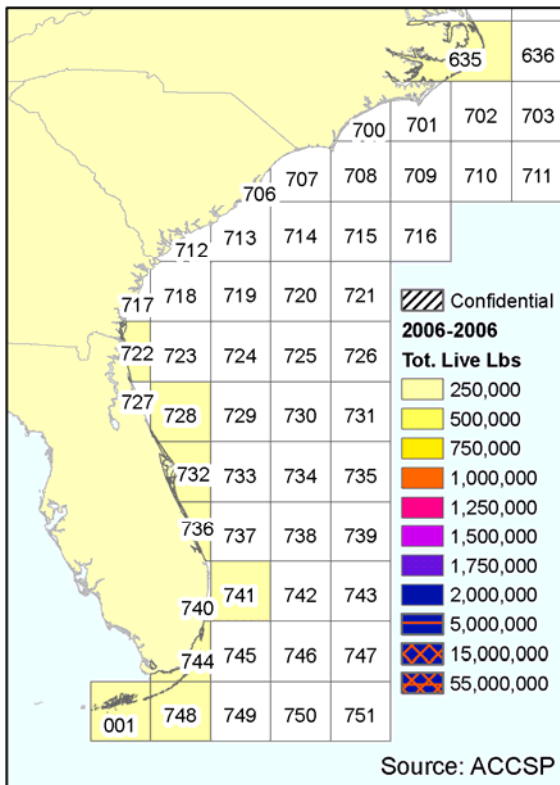 635 636
700 701 702 703
706 707 708 709 710 711
712 713 714 715 716
717 718 719 720 721
722 723 724 725 726
727 728 729 730 731
732 733 734 735
736 737 738 739
740 741 742 743
744 745 746 747
001 748 749 750 751
Confidential
2006-2006
Tot. Live Lbs
250,000
500,000
750,000
1,000,000
1,250,000
1,500,000
1,750,000
2,000,000
5,000,000
15,000,000
55,000,000
Source: ACCSP